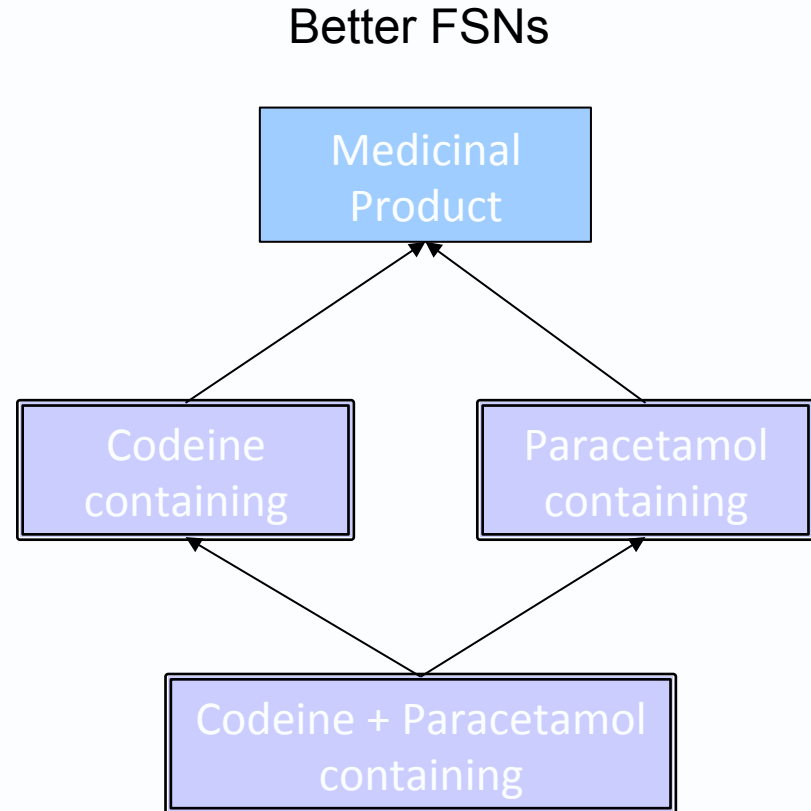 Better FSNs
Medicinal
Product
Codeine
containing
Paracetamol
containing
Codeine + Paracetamol
containing